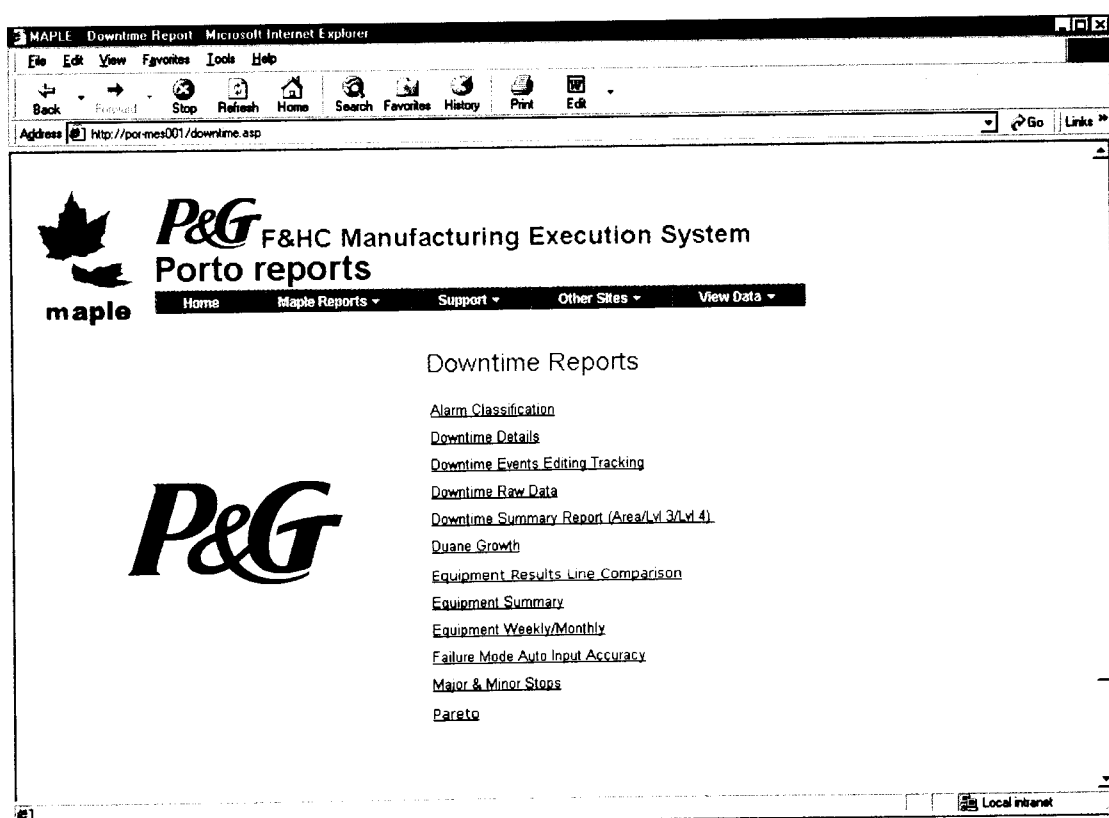 MAPLE Downtime Report Microsoft Internet Explorer
File Edit View Favorites Tools Help
Back Forward Stop Refresh Home Search Favorites History Print Edit
Address http://por-mes001/downtime.asp Go Links »
P&G F&HC Manufacturing Execution System
Porto reports
maple
Home Maple Reports Support Other Sites View Data
Downtime Reports
Alarm Classification
Downtime Details
Downtime Events Editing Tracking
Downtime Raw Data
Downtime Summary Report (Area/Lvl 3/Lvl 4)
Duane Growth
P&G
Equipment Results Line Comparison
Equipment Summary
Equipment Weekly/Monthly
Failure Mode Auto Input Accuracy
Major & Minor Stops
Pareto
Local intranet